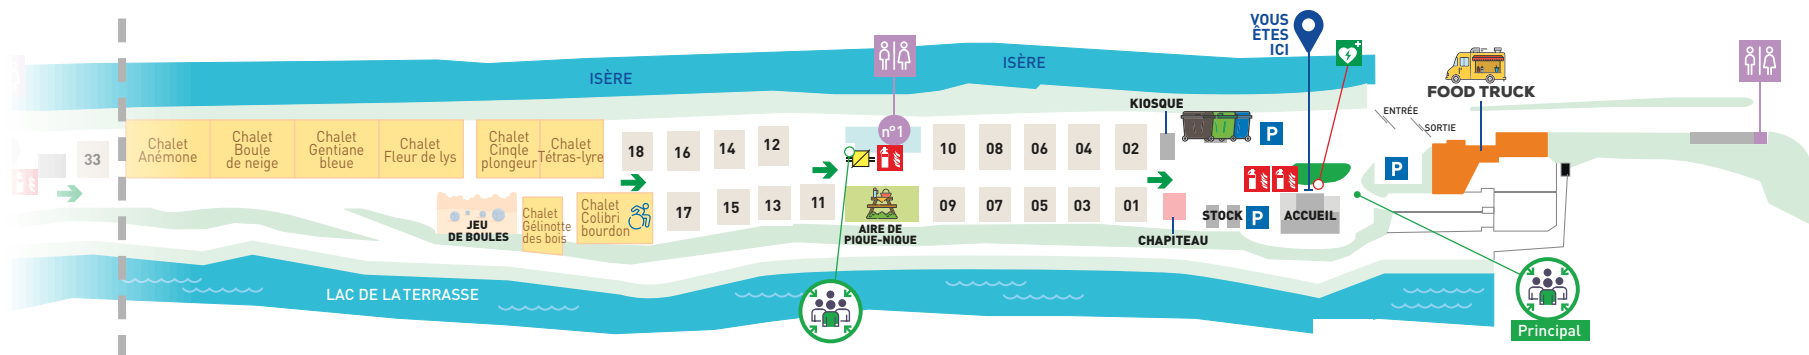 VOUS
ÊTES
ICI
ISÈRE
ISÈRE
FOOD TRUCK
KIOSQUE
ENTRÉE
SORTIE
n°1
P
P
33
Chalet
Anémone
Chalet
Boule
de neige
Chalet
Gentiane
bleue
Chalet
Fleur de lys
Chalet
Cingle
plongeur
Chalet
Tétras-lyre
18
16
14
12
10
08
06
04
02
JEU
DE BOULES
Chalet
Gélinotte
des bois
Chalet
Colibri
bourdon
17
15
13
11
09
07
05
03
01
AIRE DE
PIQUE-NIQUE
CHAPITEAU
STOCK
P
ACCUEIL
LAC DE LA TERRASSE
Principal